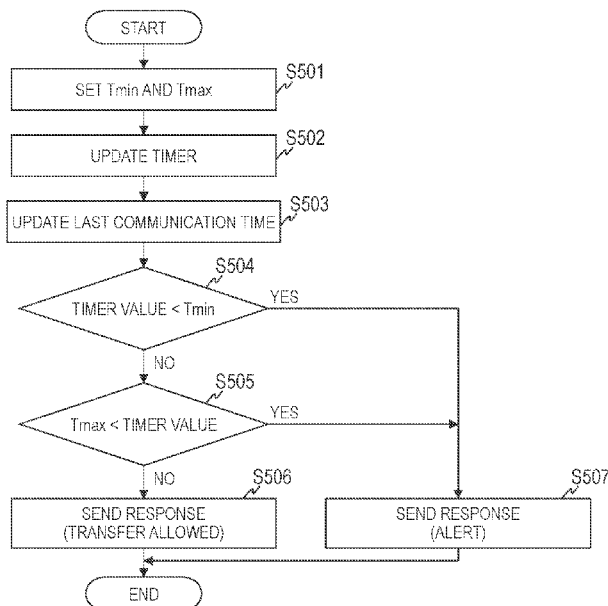 START
S501
SET Tmin AND Tmax
S502
UPDATE TIMER
S503
UPDATE LAST COMMUNICATION TIME
S504
TIMER VALUE < Tmin
YES
NO
S505
Tmax < TIMER VALUE
YES
NO
S506
SEND RESPONSE
(TRANSFER ALLOWED)
S507
SEND RESPONSE
(ALERT)
END